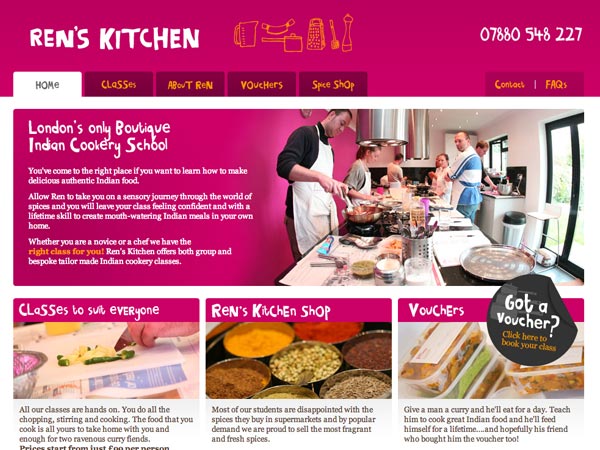 REN'S KITCHEN
07880 548 227
HOME
Classes
About Ren
Vouchers
Spice Shop
Contact | FAQs
London's only Boutique
Indian Cookery School
You've come to the right place if you want to learn how to make
delicious authentic Indian food.
Allow Ren to take you on a sensory journey through the world of
spices and you will leave your class feeling confident and with a
lifetime skill to create mouth-watering Indian meals in your own
home.
Whether you are a novice or a chef we have the
right class for you! Ren's Kitchen offers both group and
bespoke tailor made Indian cookery classes.
Classes to suit everyone
All our classes are hands on. You do all the
chopping, stirring and cooking. The food that you
cook is all yours to take home with you and
enough for two ravenous curry fiends.
Prices start from just £99 per person
Ren's Kitchen Shop
Most of our students are disappointed with the
spices they buy in supermarkets and by popular
demand we are proud to sell the most fragrant
and fresh spices.
Vouchers
Got a
voucher?
Click here to
book your class
Give a man a curry and he'll eat for a day. Teach
him to cook great Indian food and he'll feed
himself for a lifetime....and hopefully his friend
who bought him the voucher too!